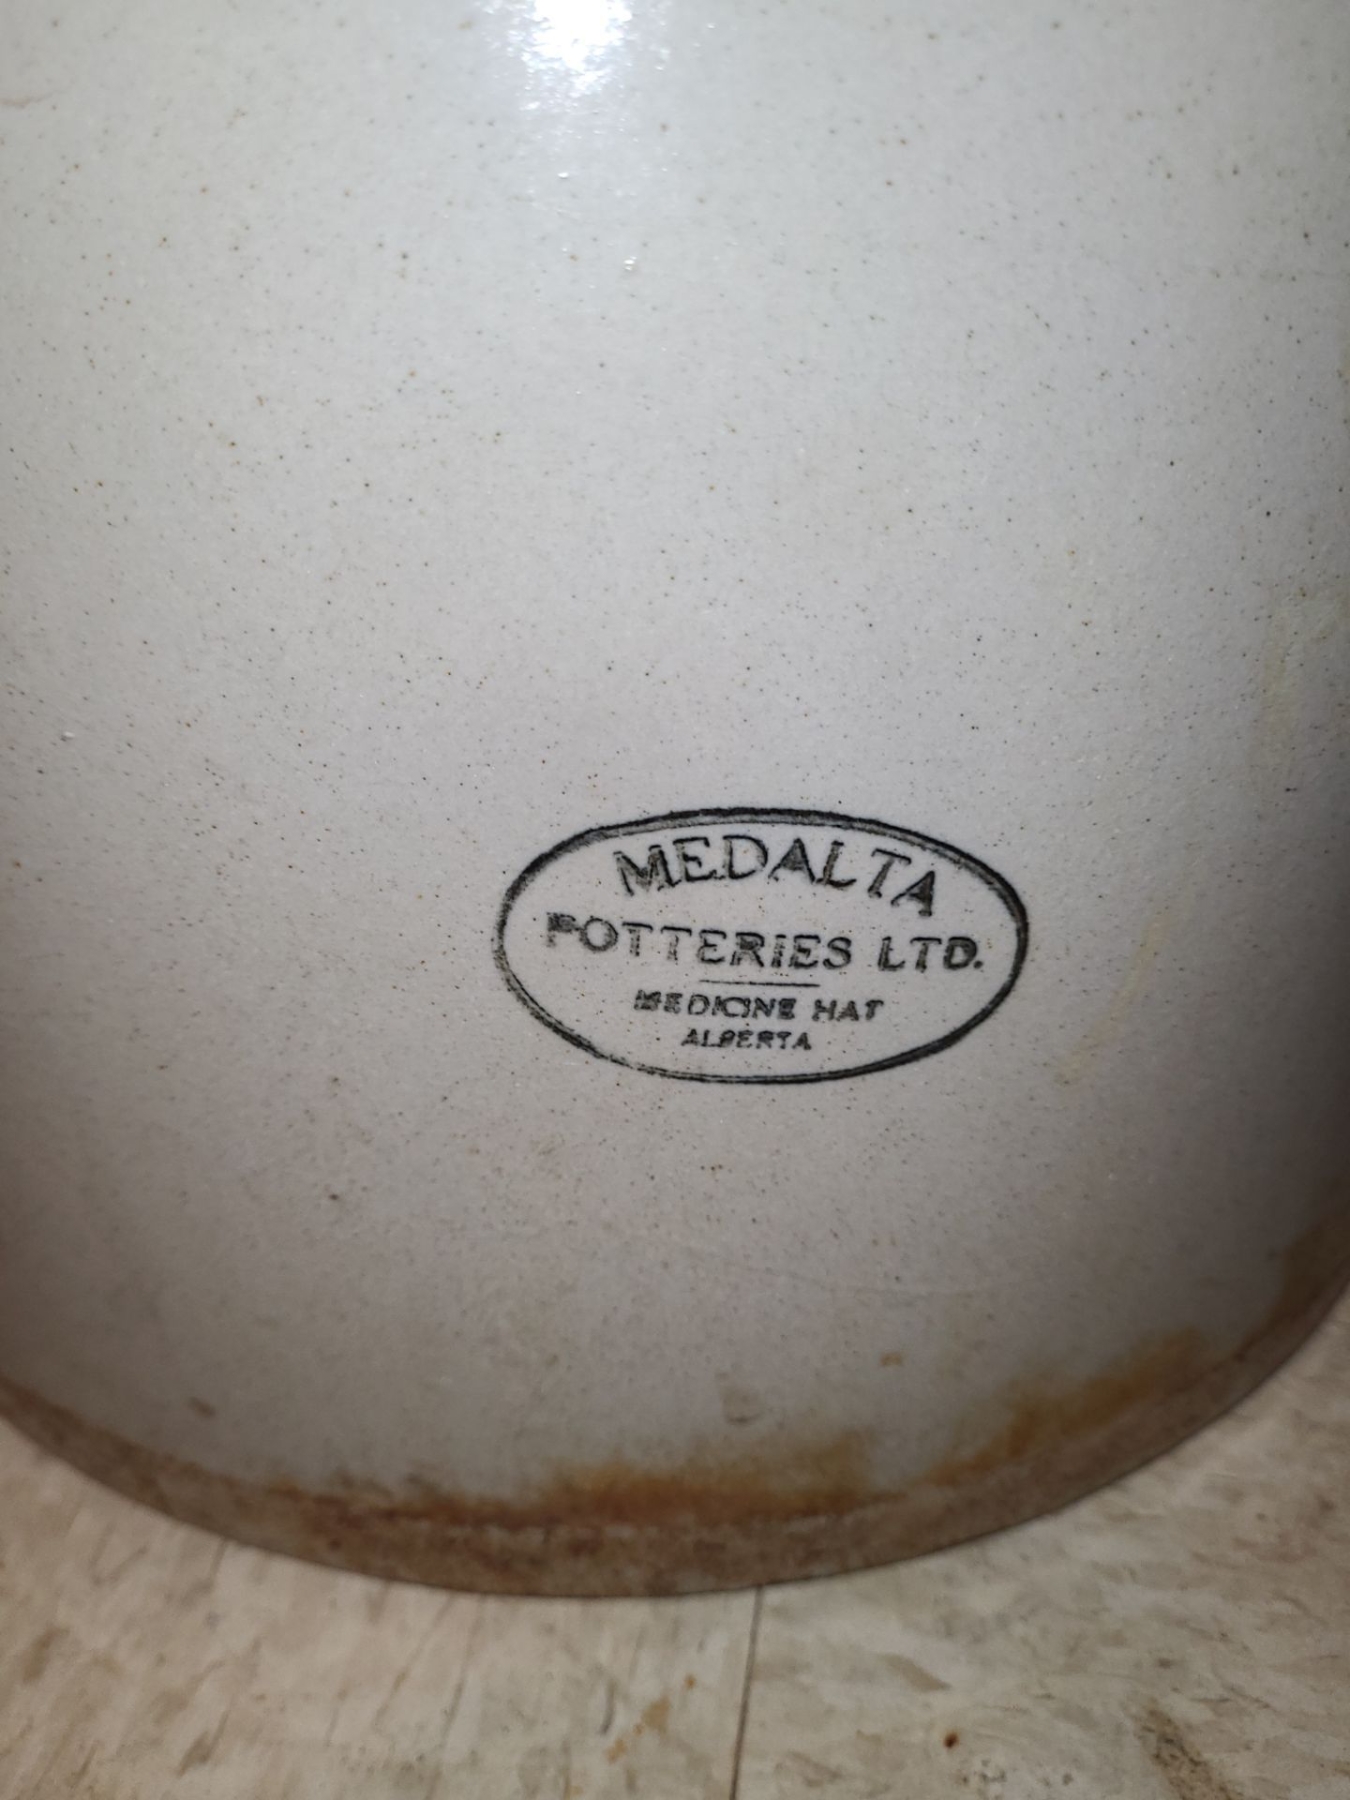 MEDALTA
POTTERIES LTD.
MEDICINE HAT
ALBERTA